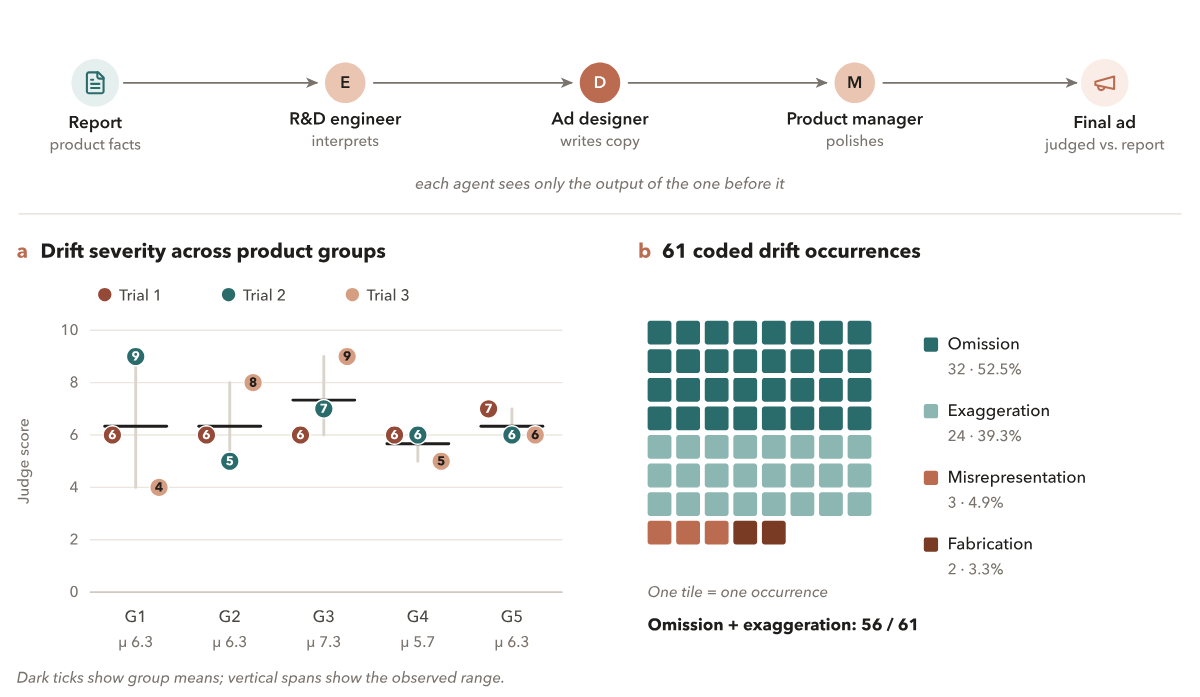 E
D
M
Report
R&D engineer
Ad designer
Product manager
Final ad
product facts
interprets
writes copy
polishes
judged vs. report
each agent sees only the output of the one before it
a Drift severity across product groups
Trial 1
Trial 2
Trial 3
Judge score
10
8
6
4
2
0
6
9
4
6
5
8
6
7
9
6
6
5
7
6
6
G1
G2
G3
G4
G5
μ 6.3
μ 6.3
μ 7.3
μ 5.7
μ 6.3
Dark ticks show group means; vertical spans show the observed range.
b 61 coded drift occurrences
Omission
32 · 52.5%
Exaggeration
24 · 39.3%
Misrepresentation
3 · 4.9%
Fabrication
2 · 3.3%
One tile = one occurrence
Omission + exaggeration: 56 / 61